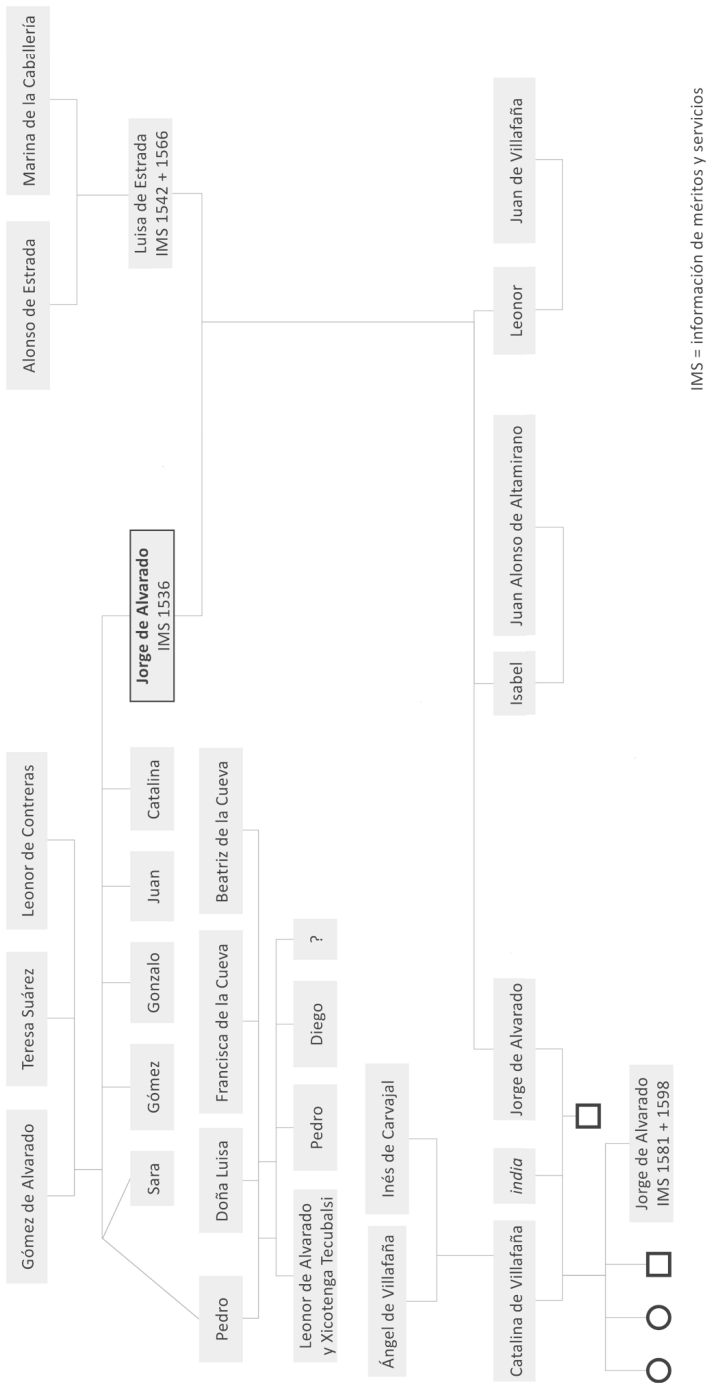 Gómez de Alvarado
Teresa Suárez
Leonor de Contreras
Alonso de Estrada
Marina de la Caballería
Sara
Gómez
Gonzalo
Juan
Catalina
Jorge de Alvarado
IMS 1536
Luisa de Estrada
IMS 1542 + 1566
Pedro
Doña Luisa
Francisca de la Cueva
Beatriz de la Cueva
Leonor de Alvarado
y Xicotenga Tecubalsi
Pedro
Diego
?
Ángel de Villafaña
Inés de Carvajal
Catalina de Villafaña
india
Jorge de Alvarado
Isabel
Juan Alonso de Altamirano
Leonor
Juan de Villafaña
Jorge de Alvarado
IMS 1581 + 1598
IMS = información de méritos y servicios